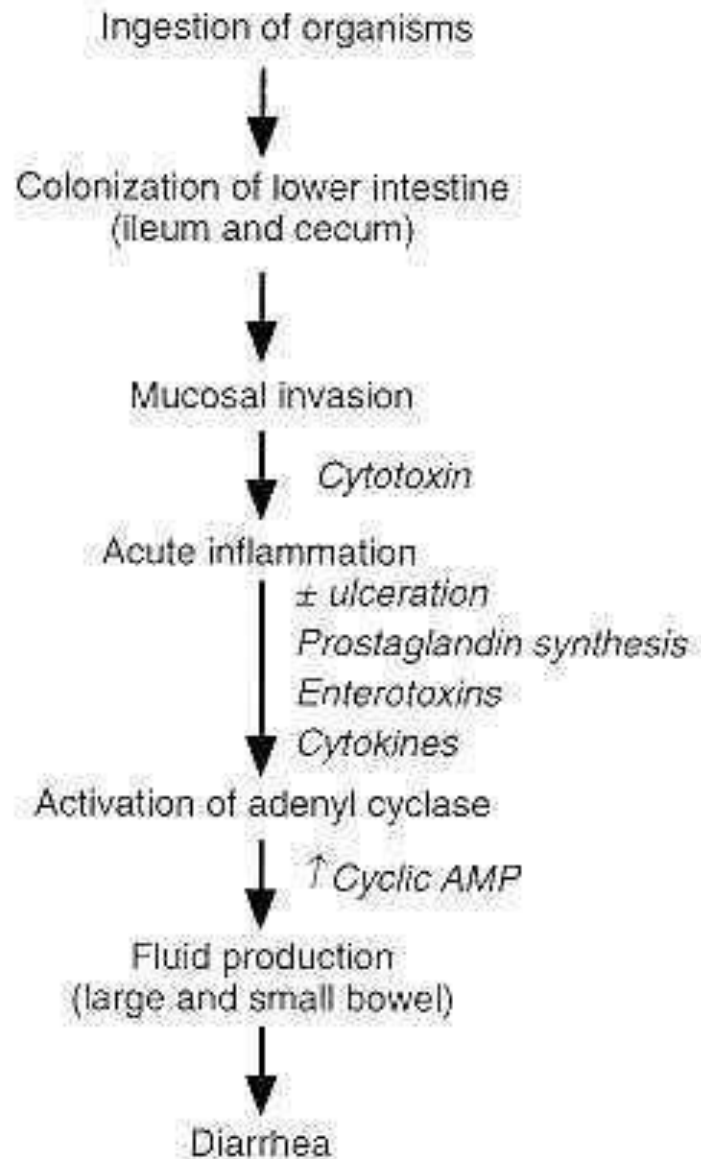 Ingestion of organisms
Colonization of lower intestine
(ileum and cecum)
Mucosal invasion
Cytotoxin
Acute inflammation
± ulceration
Prostaglandin synthesis
Enterotoxins
Cytokines
Activation of adenyl cyclase
↑Cyclic AMP
Fluid production
(large and small bowel)
Diarrhea